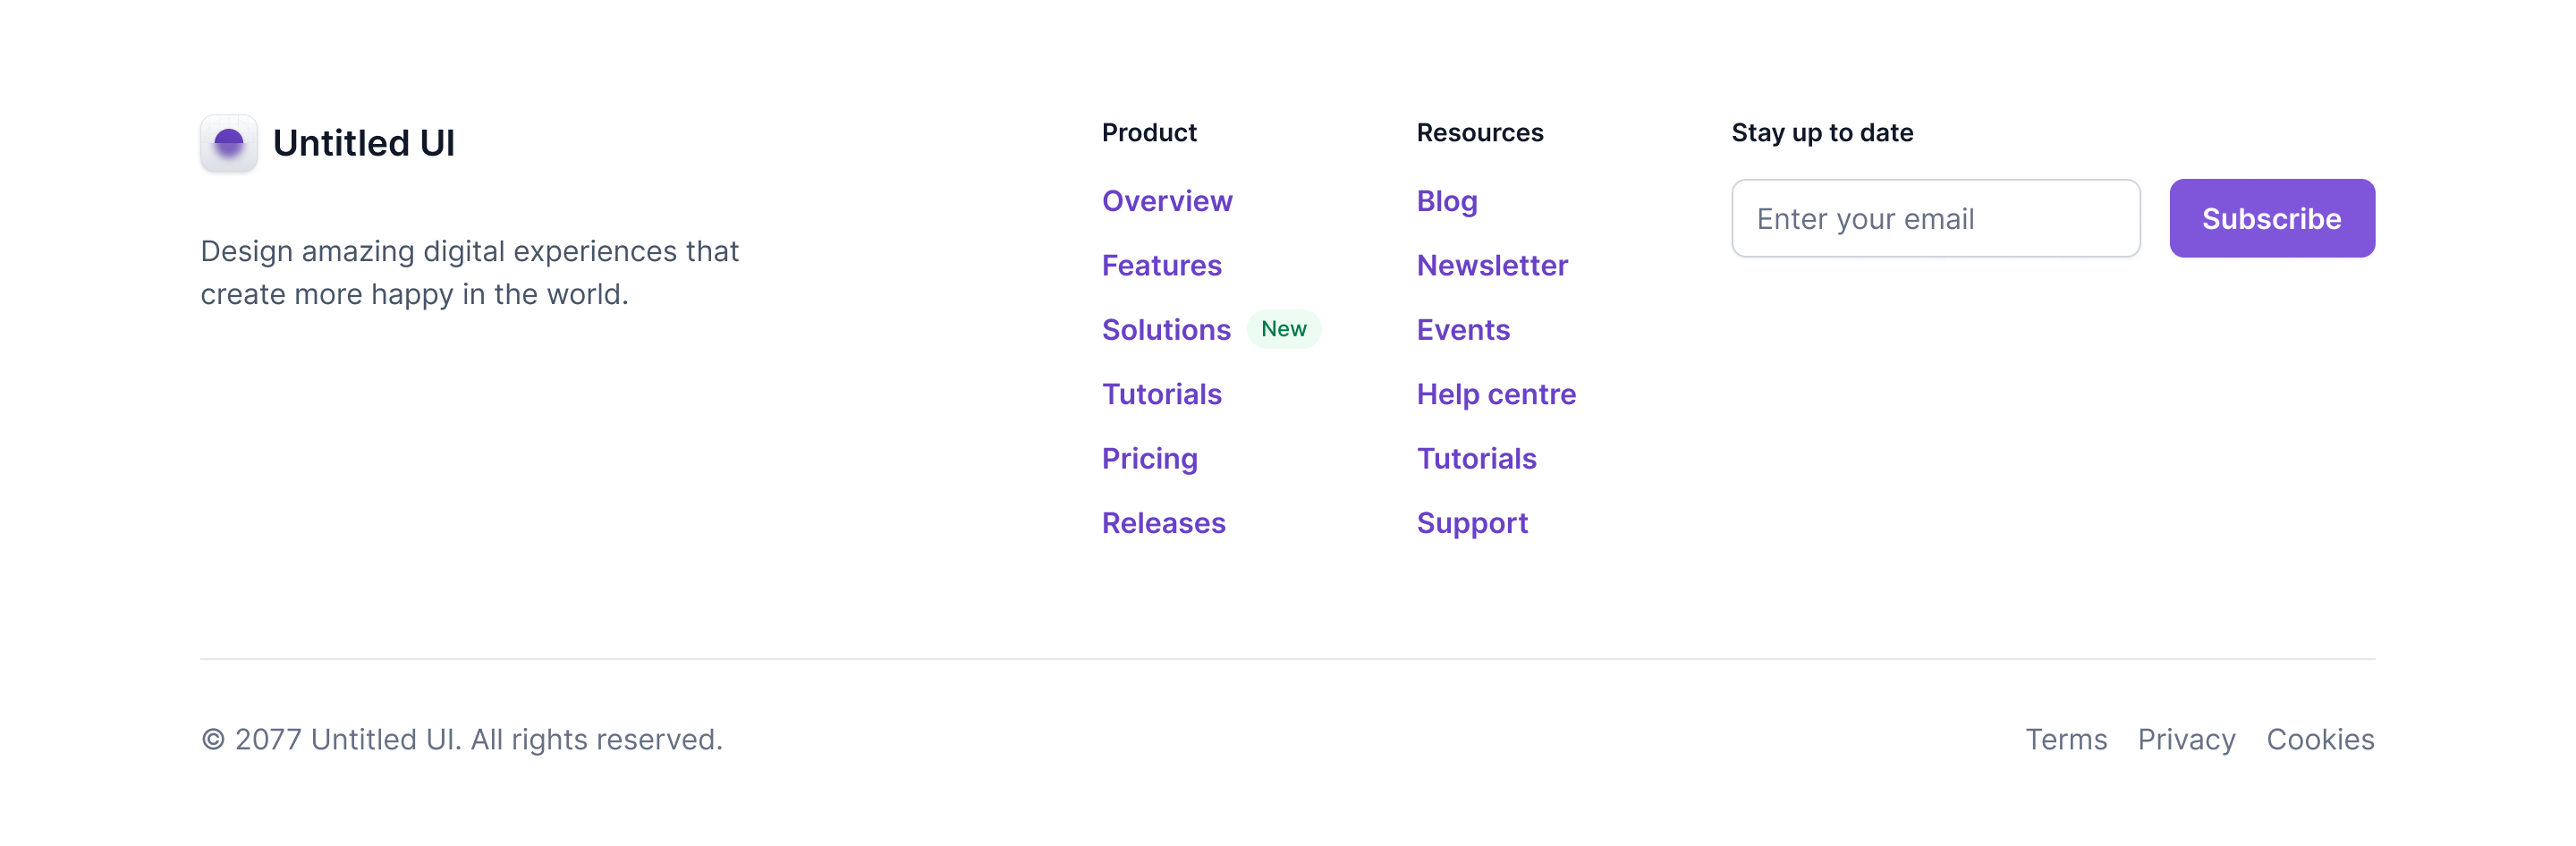 Untitled UI
Design amazing digital experiences that
create more happy in the world.
Product
Overview
Features
Solutions New
Tutorials
Pricing
Releases
Resources
Blog
Newsletter
Events
Help centre
Tutorials
Support
Stay up to date
Enter your email
Subscribe
© 2077 Untitled UI. All rights reserved.
Terms Privacy Cookies